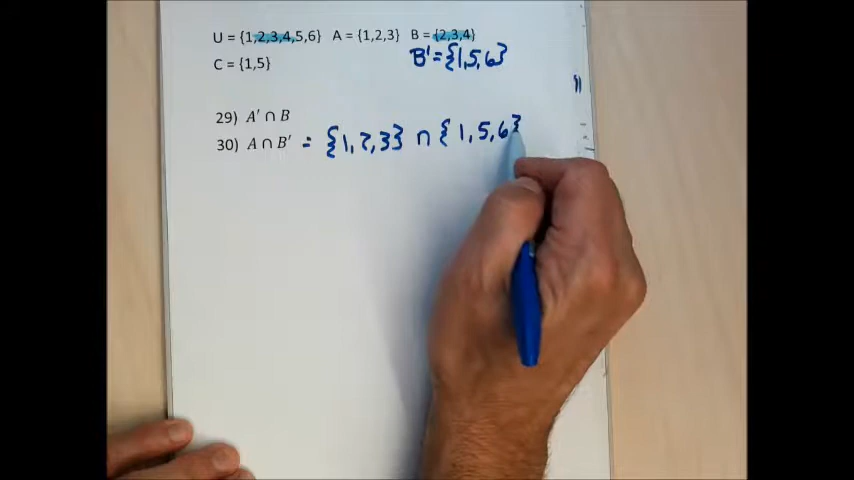 U = {1,2,3,4,5,6} A = {1,2,3} B = {2,3,4}
C = {1,5}
B' = {1,5,6}
29) A′ ∩ B
30) A ∩ B′ = {1,2,3} ∩ {1,5,6}